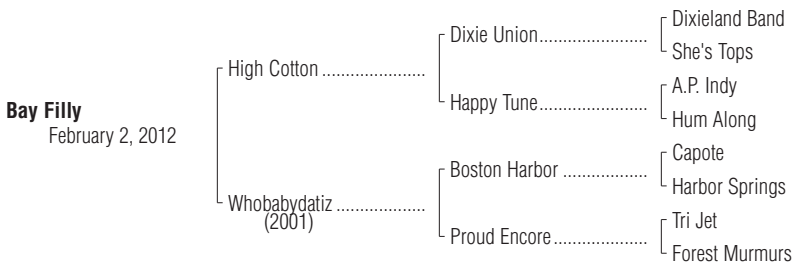 Dixieland Band
Dixie Union......................
She's Tops
High Cotton ......................
A.P. Indy
Happy Tune......................
Hum Along
Bay Filly
February 2, 2012
Capote
Boston Harbor .................
Harbor Springs
Whobabydatiz ...................
(2001)
Tri Jet
Proud Encore...................
Forest Murmurs